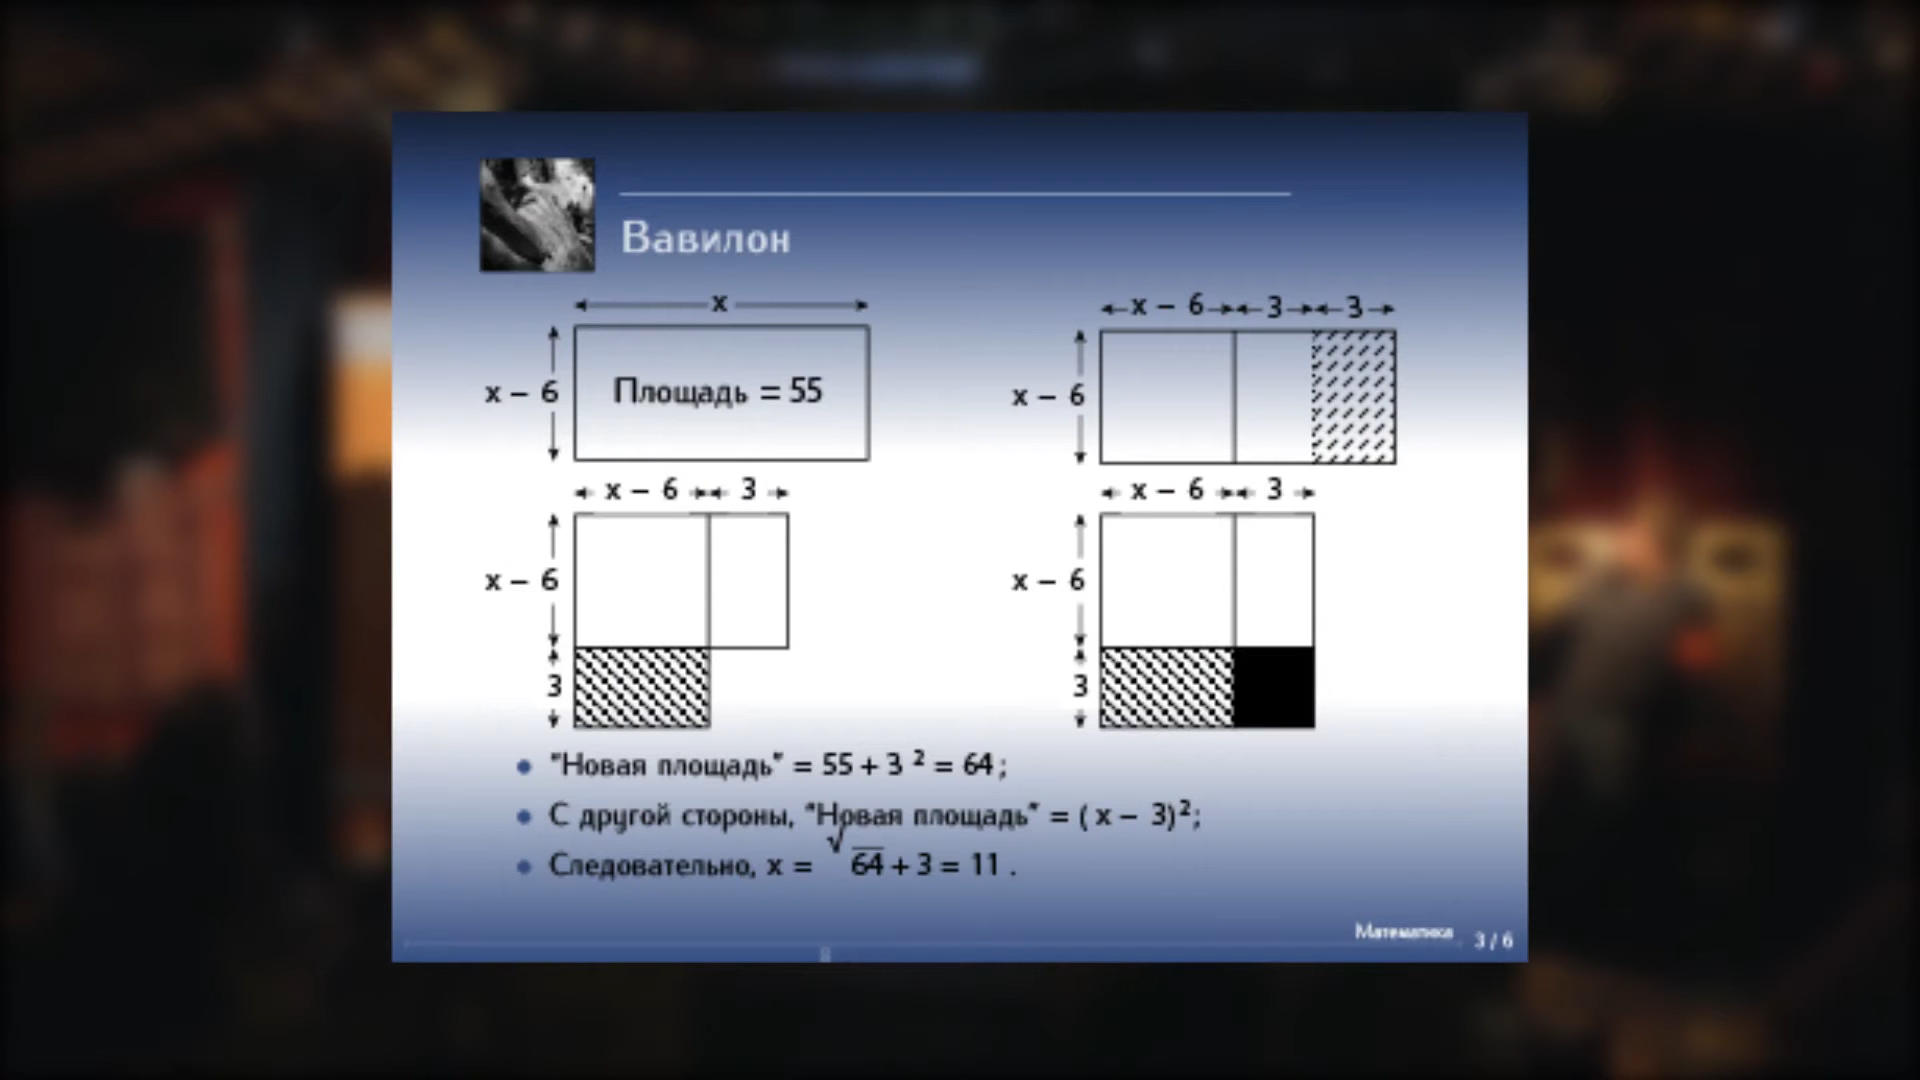 Вавилон
x
x – 6
Площадь = 55
x – 6 3 3
x – 6
x – 6 3
x – 6
3
x – 6 3
x – 6
3
"Новая площадь" = 55 + 3 ² = 64 ;
С другой стороны, "Новая площадь" = ( x – 3)²;
Следовательно, x = √64 + 3 = 11 .
Математика 3 / 6